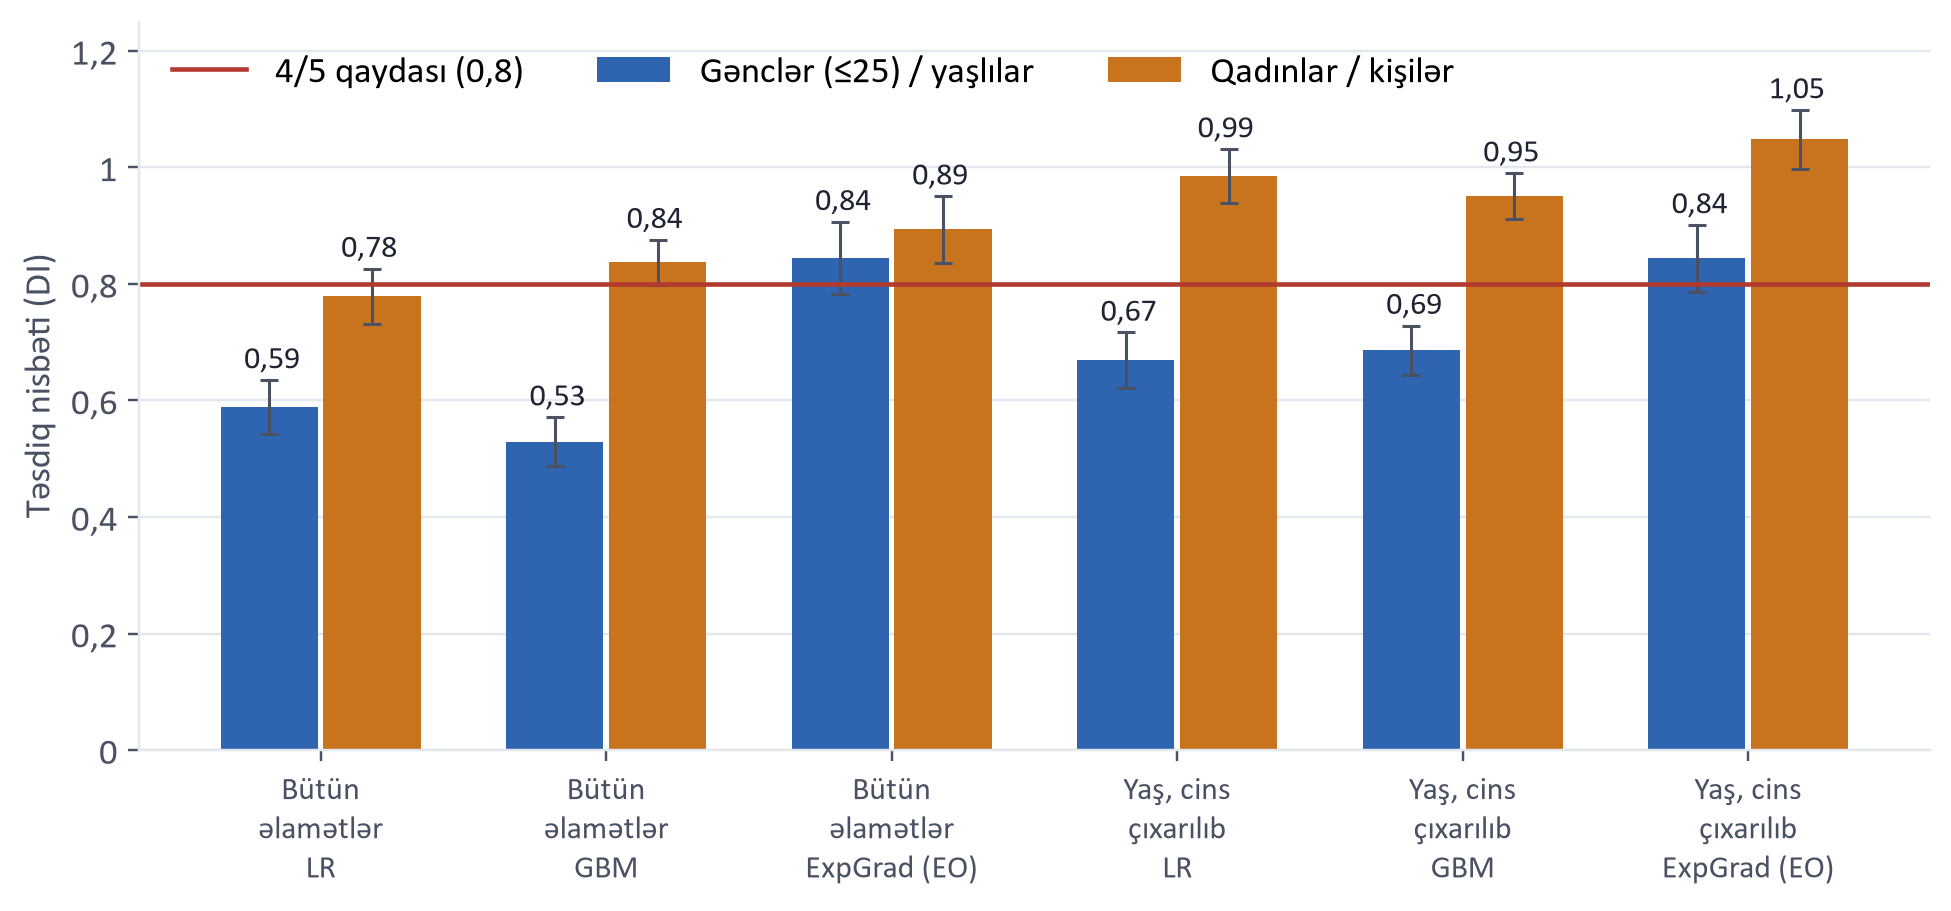 4/5 qaydası (0,8)
Gənclər (≤25) / yaşlılar
Qadınlar / kişilər
Təsdiq nisbəti (DI)
1,2
1
0,8
0,6
0,4
0,2
0
0,59
0,78
0,53
0,84
0,84
0,89
0,67
0,99
0,69
0,95
0,84
1,05
Bütün
əlamətlər
LR
Bütün
əlamətlər
GBM
Bütün
əlamətlər
ExpGrad (EO)
Yaş, cins
çıxarılıb
LR
Yaş, cins
çıxarılıb
GBM
Yaş, cins
çıxarılıb
ExpGrad (EO)